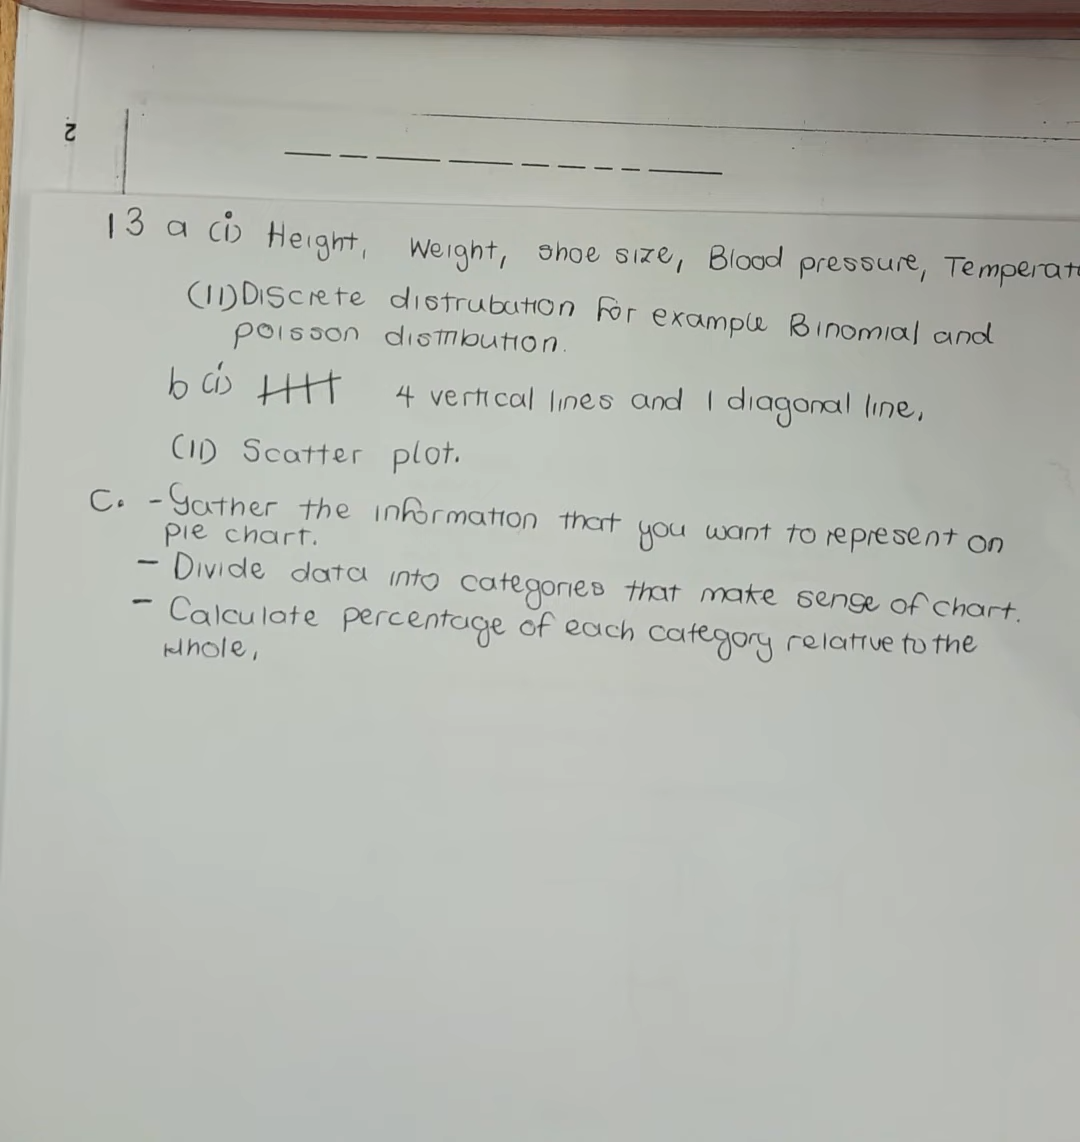 2
13 a (i) Height, Weight, shoe size, Blood pressure, Temperat
(II) Discrete distrubution for example Binomial and
poisson distribution.
b (i) 4 vertical lines and 1 diagonal line,
(II) Scatter plot.
C. - Gather the information that you want to represent on
pie chart.
- Divide data into categories that make sense of chart.
- Calculate percentage of each category relative to the
whole,